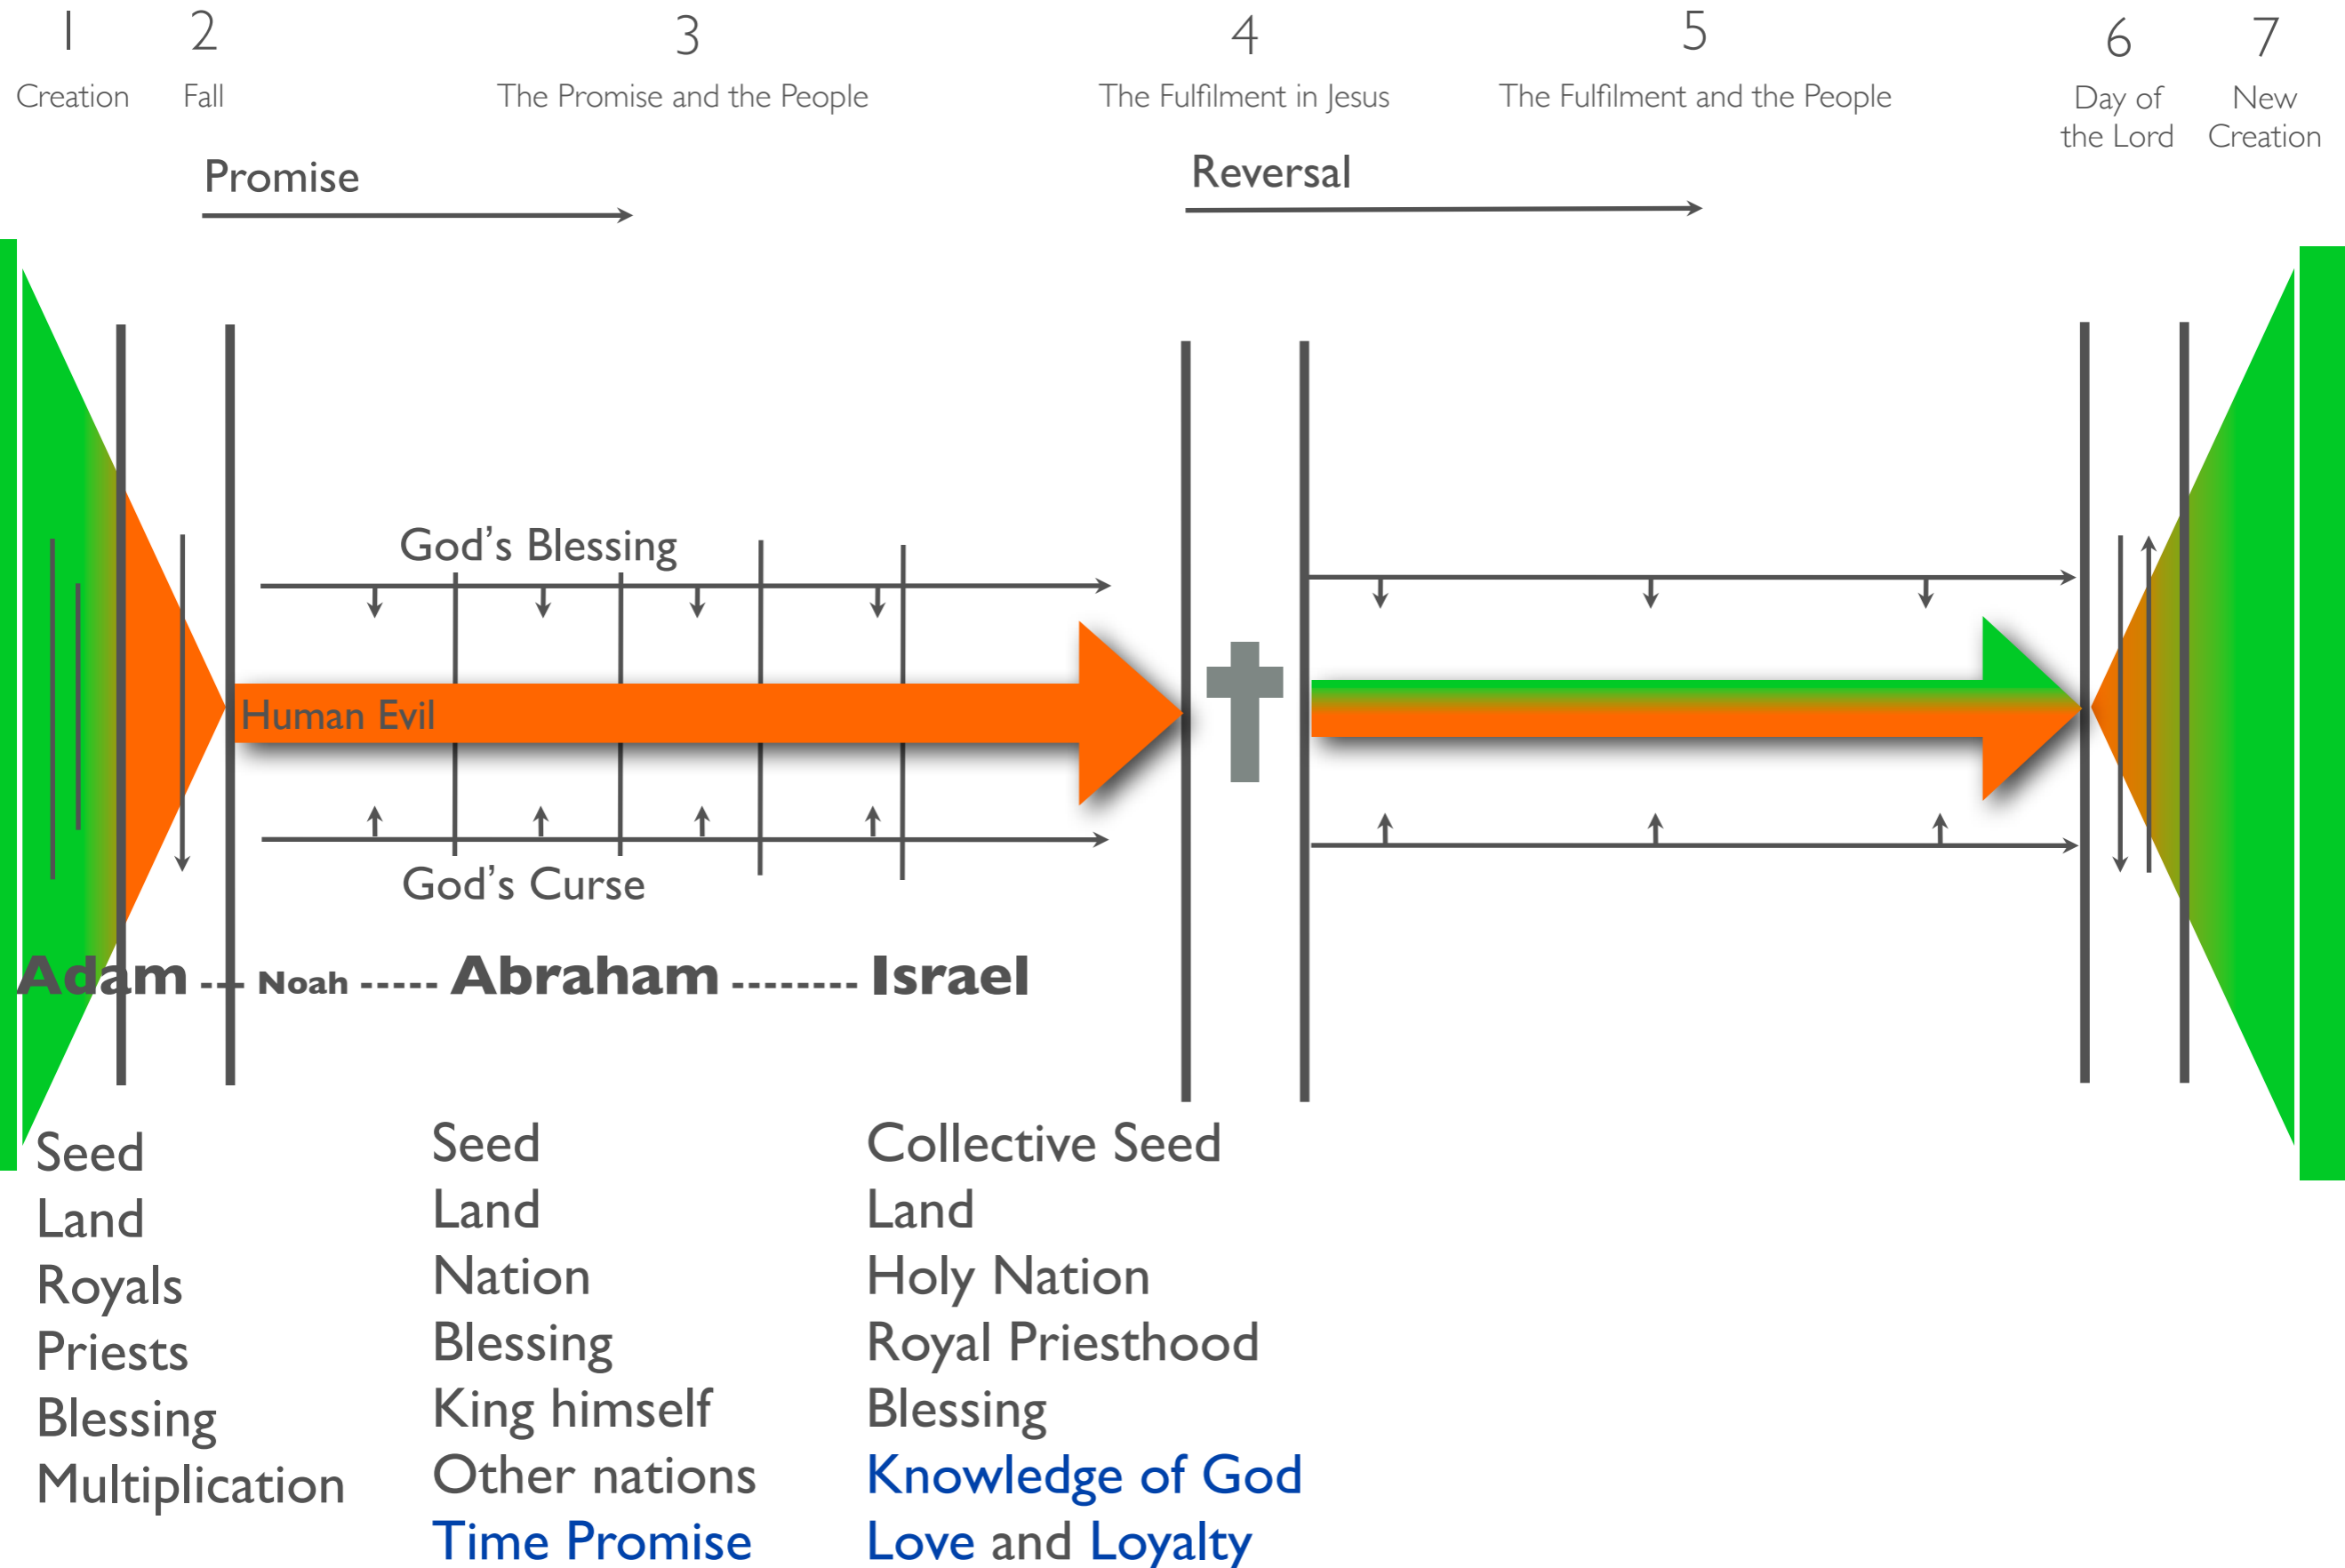 1
2
3
4
5
6
7
Creation
Fall
The Promise and the People
The Fulfilment in Jesus
The Fulfilment and the People
Day of
the Lord
New
Creation
Promise
Reversal
God's Blessing
Human Evil
God's Curse
Adam --- Noah ----- Abraham -------- Israel
Seed
Land
Royals
Priests
Blessing
Multiplication
Seed
Land
Nation
Blessing
King himself
Other nations
Time Promise
Collective Seed
Land
Holy Nation
Royal Priesthood
Blessing
Knowledge of God
Love and Loyalty